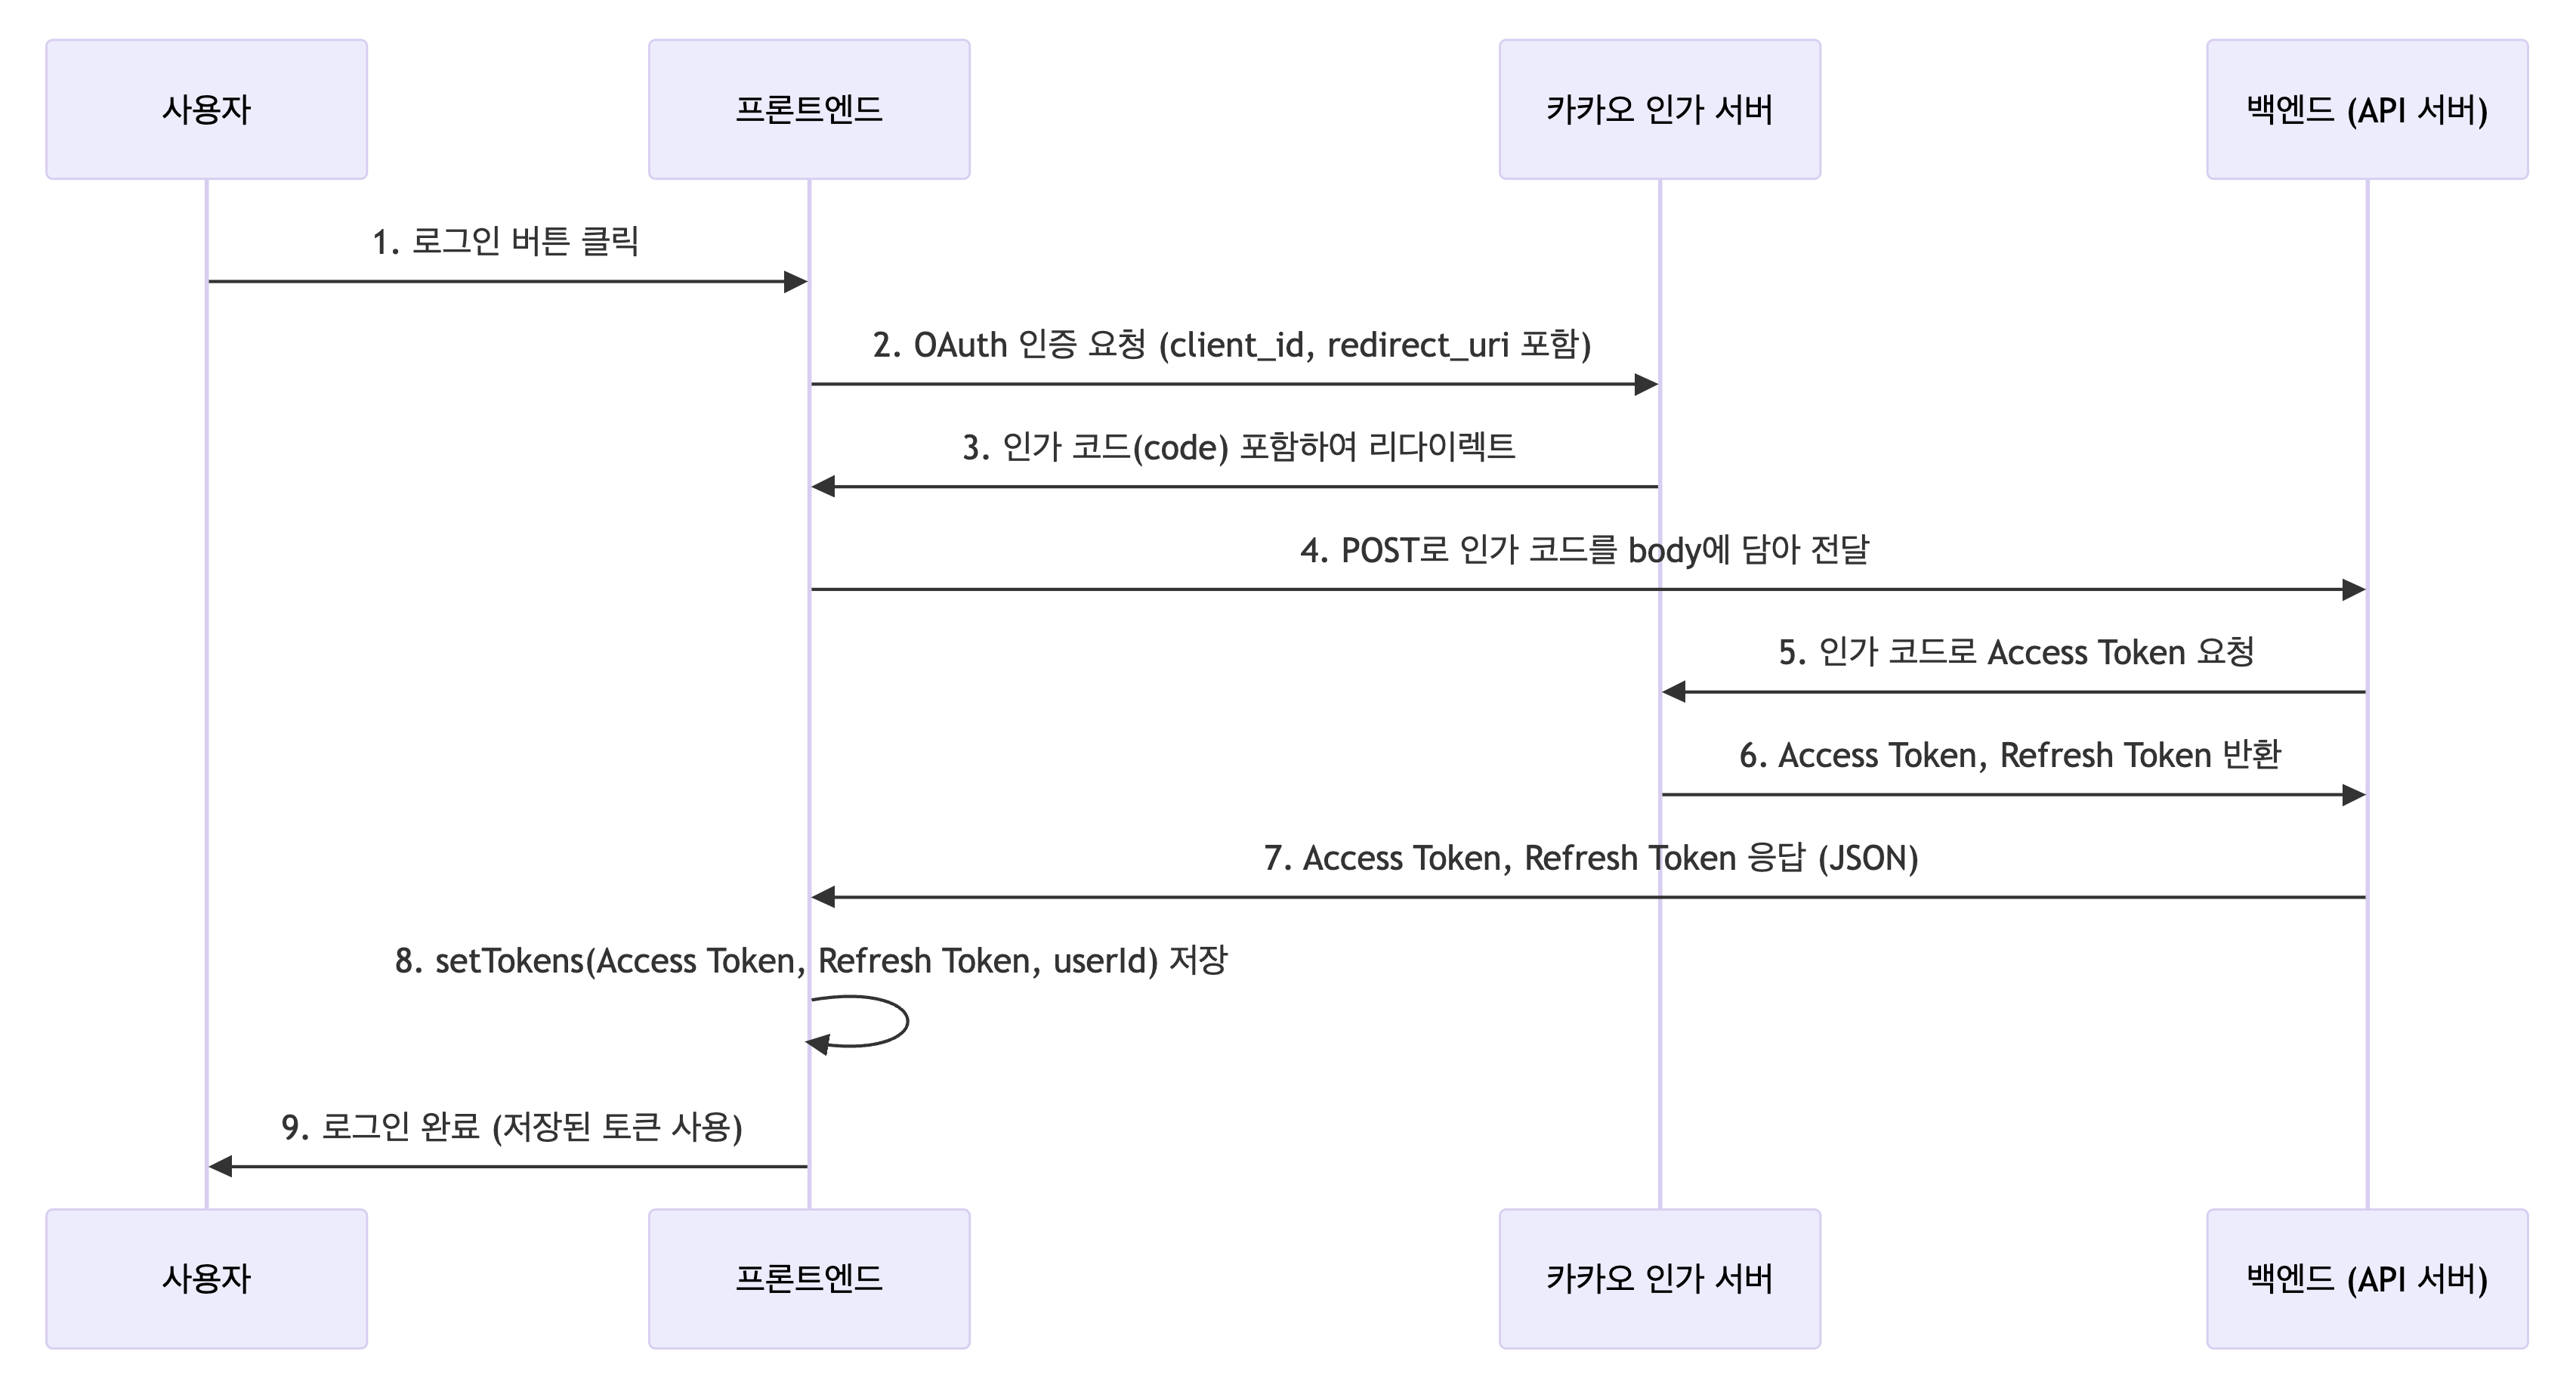 사용자
프론트엔드
카카오 인가 서버
백엔드 (API 서버)
1. 로그인 버튼 클릭
2. OAuth 인증 요청 (client_id, redirect_uri 포함)
3. 인가 코드(code) 포함하여 리다이렉트
4. POST로 인가 코드를 body에 담아 전달
5. 인가 코드로 Access Token 요청
6. Access Token, Refresh Token 반환
7. Access Token, Refresh Token 응답 (JSON)
8. setTokens(Access Token, Refresh Token, userId) 저장
9. 로그인 완료 (저장된 토큰 사용)
사용자
프론트엔드
카카오 인가 서버
백엔드 (API 서버)